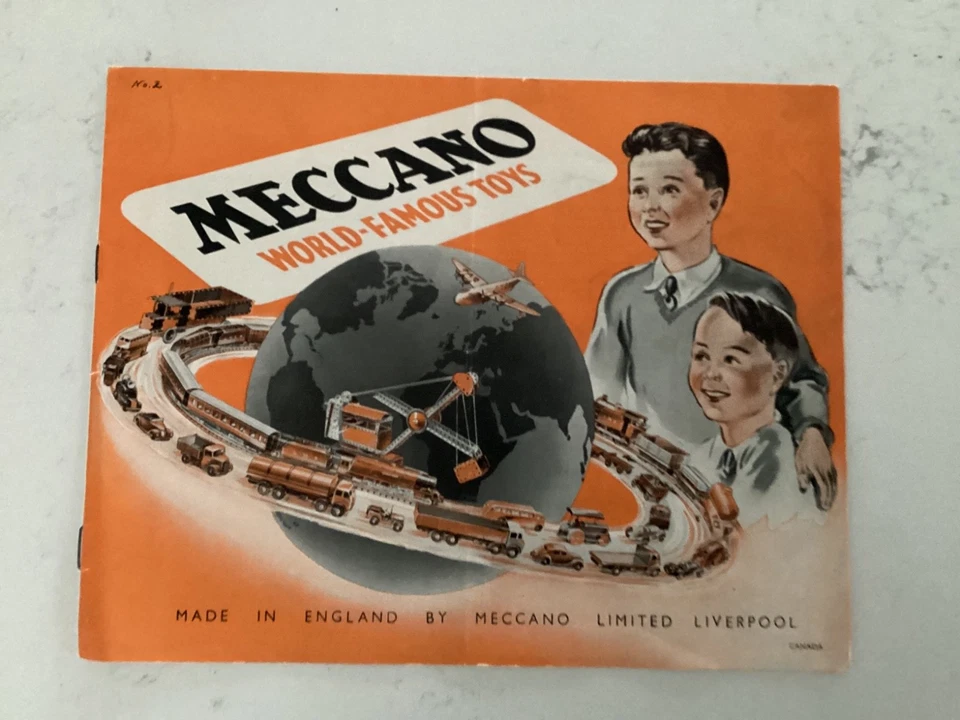 No. 2
MECCANO
WORLD-FAMOUS TOYS
MADE IN ENGLAND BY MECCANO LIMITED LIVERPOOL
CANADA